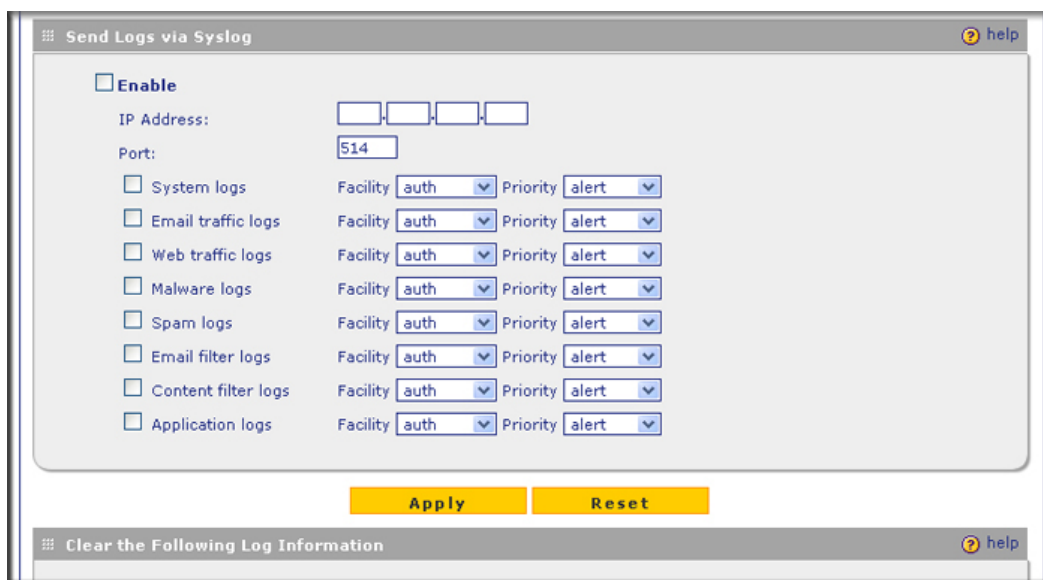 Send Logs via Syslog help
Enable
IP Address: . . .
Port: 514
System logs Facility auth Priority alert
Email traffic logs Facility auth Priority alert
Web traffic logs Facility auth Priority alert
Malware logs Facility auth Priority alert
Spam logs Facility auth Priority alert
Email filter logs Facility auth Priority alert
Content filter logs Facility auth Priority alert
Application logs Facility auth Priority alert
Apply Reset
Clear the Following Log Information help